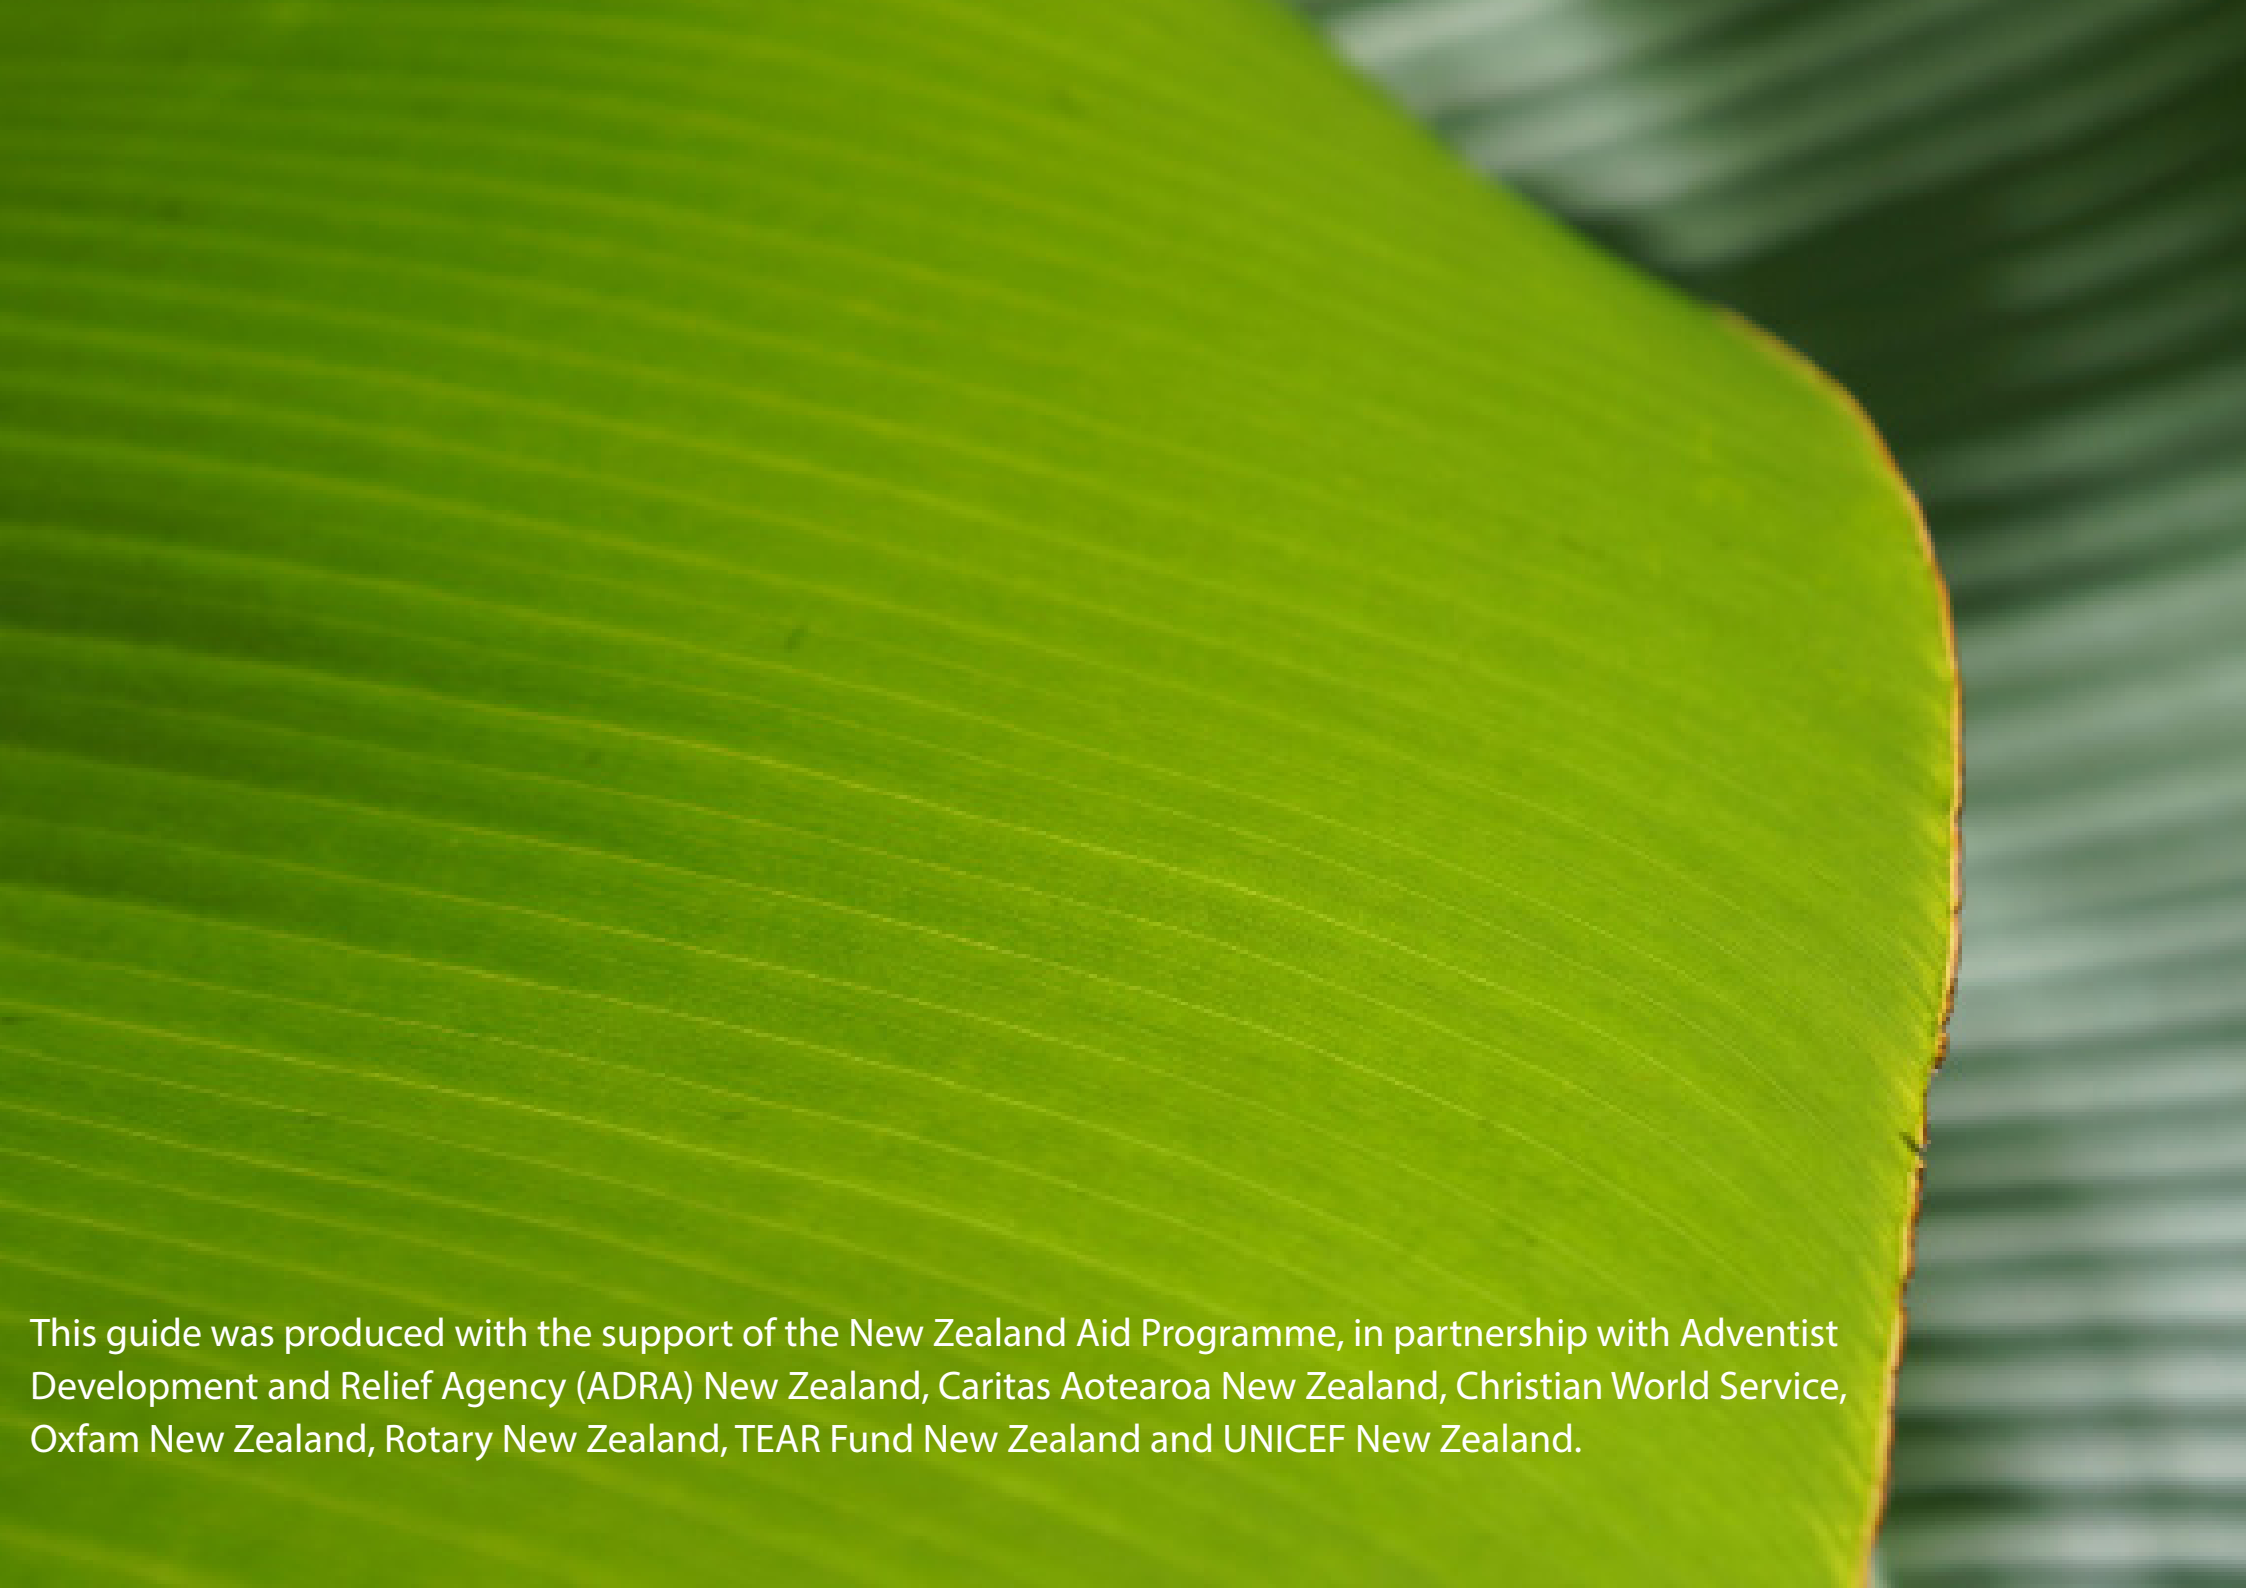 This guide was produced with the support of the New Zealand Aid Programme, in partnership with Adventist
Development and Relief Agency (ADRA) New Zealand, Caritas Aotearoa New Zealand, Christian World Service,
Oxfam New Zealand, Rotary New Zealand, TEAR Fund New Zealand and UNICEF New Zealand.